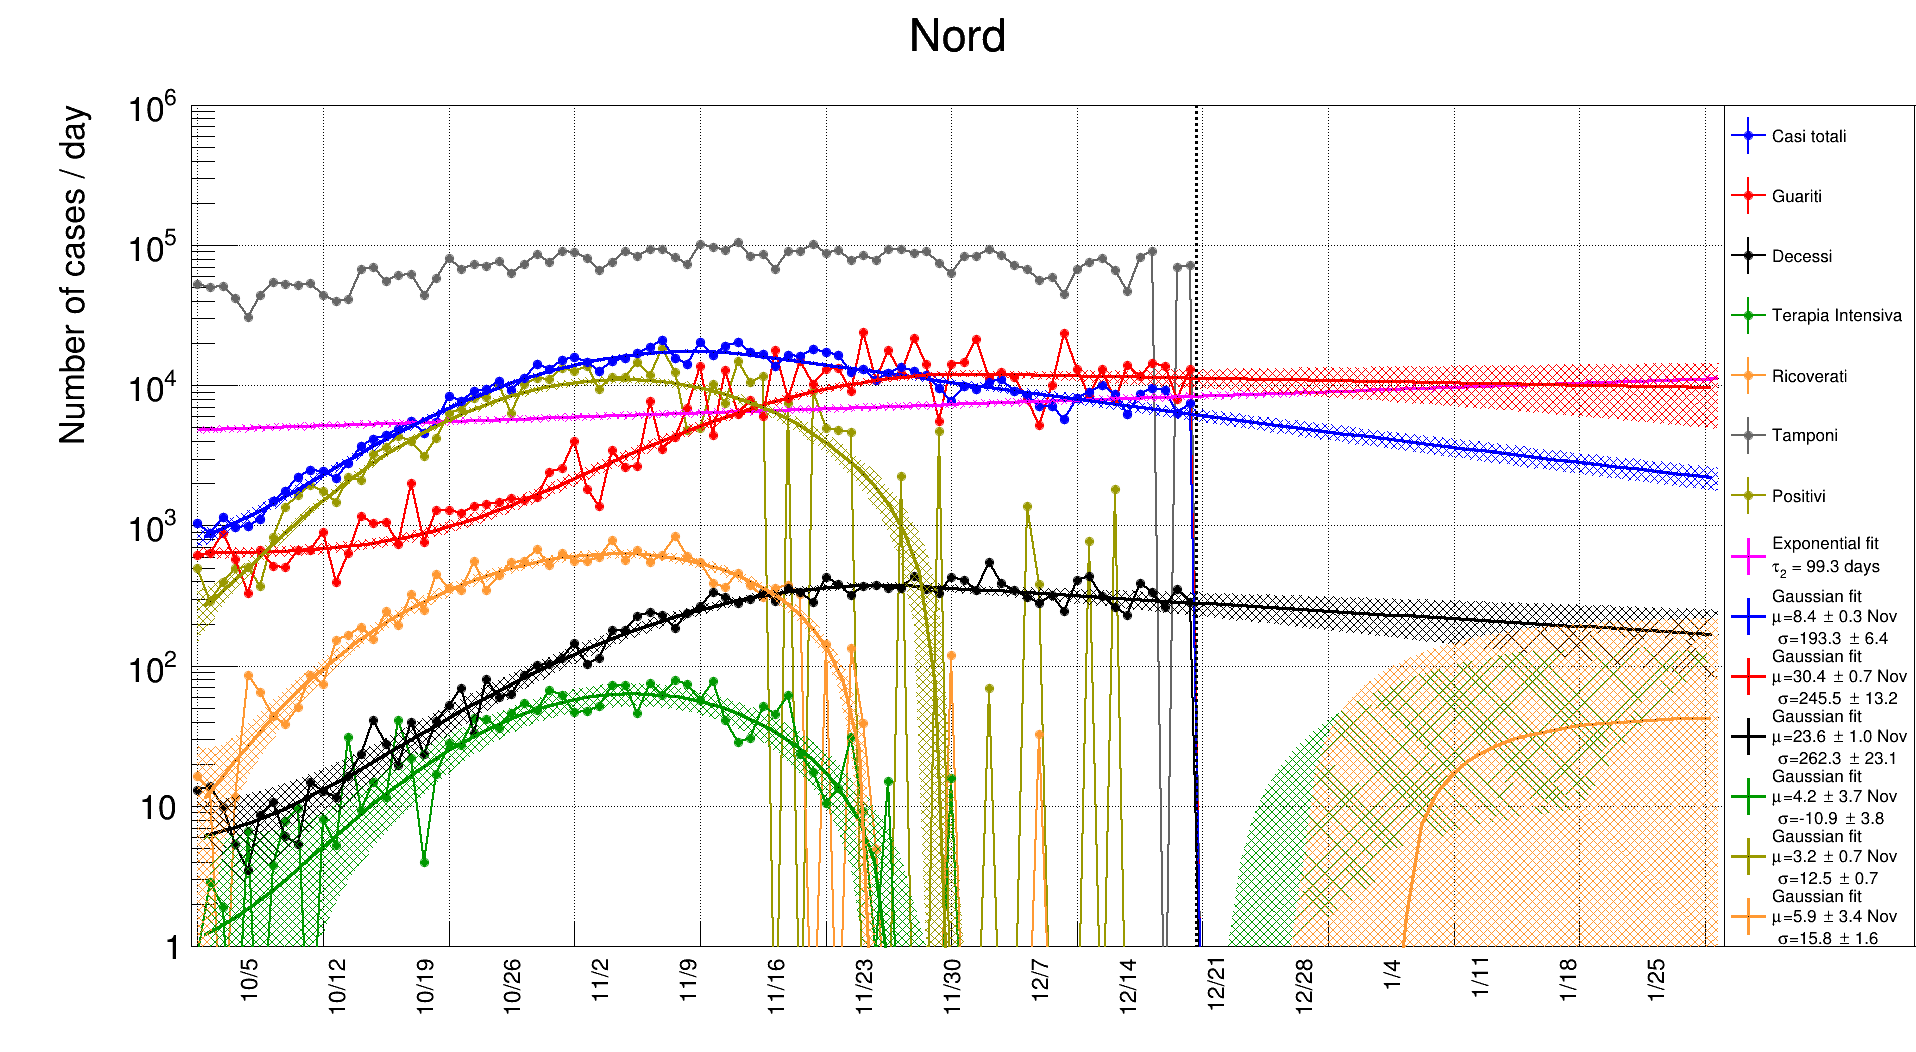 Nord
Number of cases / day
10^6
10^5
10^4
10^3
10^2
10
1
10/5
10/12
10/19
10/26
11/2
11/9
11/16
11/23
11/30
12/7
12/14
12/21
12/28
1/4
1/11
1/18
1/25
Casi totali
Guariti
Decessi
Terapia Intensiva
Ricoverati
Tamponi
Positivi
Exponential fit
τ_2 = 99.3 days
Gaussian fit
μ=8.4 ± 0.3 Nov
σ=193.3 ± 6.4
Gaussian fit
μ=30.4 ± 0.7 Nov
σ=245.5 ± 13.2
Gaussian fit
μ=23.6 ± 1.0 Nov
σ=262.3 ± 23.1
Gaussian fit
μ=4.2 ± 3.7 Nov
σ=-10.9 ± 3.8
Gaussian fit
μ=3.2 ± 0.7 Nov
σ=12.5 ± 0.7
Gaussian fit
μ=5.9 ± 3.4 Nov
σ=15.8 ± 1.6